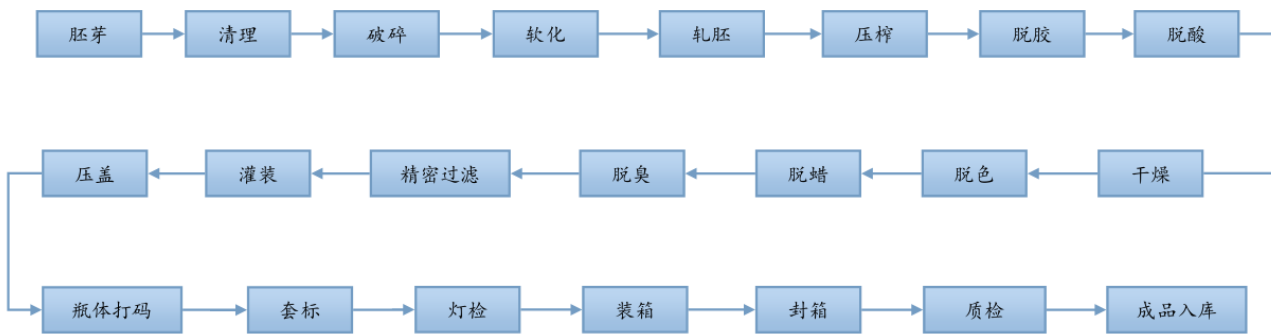 胚芽
清理
破碎
软化
轧胚
压榨
脱胶
脱酸
干燥
脱色
脱蜡
脱臭
精密过滤
灌装
压盖
瓶体打码
套标
灯检
装箱
封箱
质检
成品入库